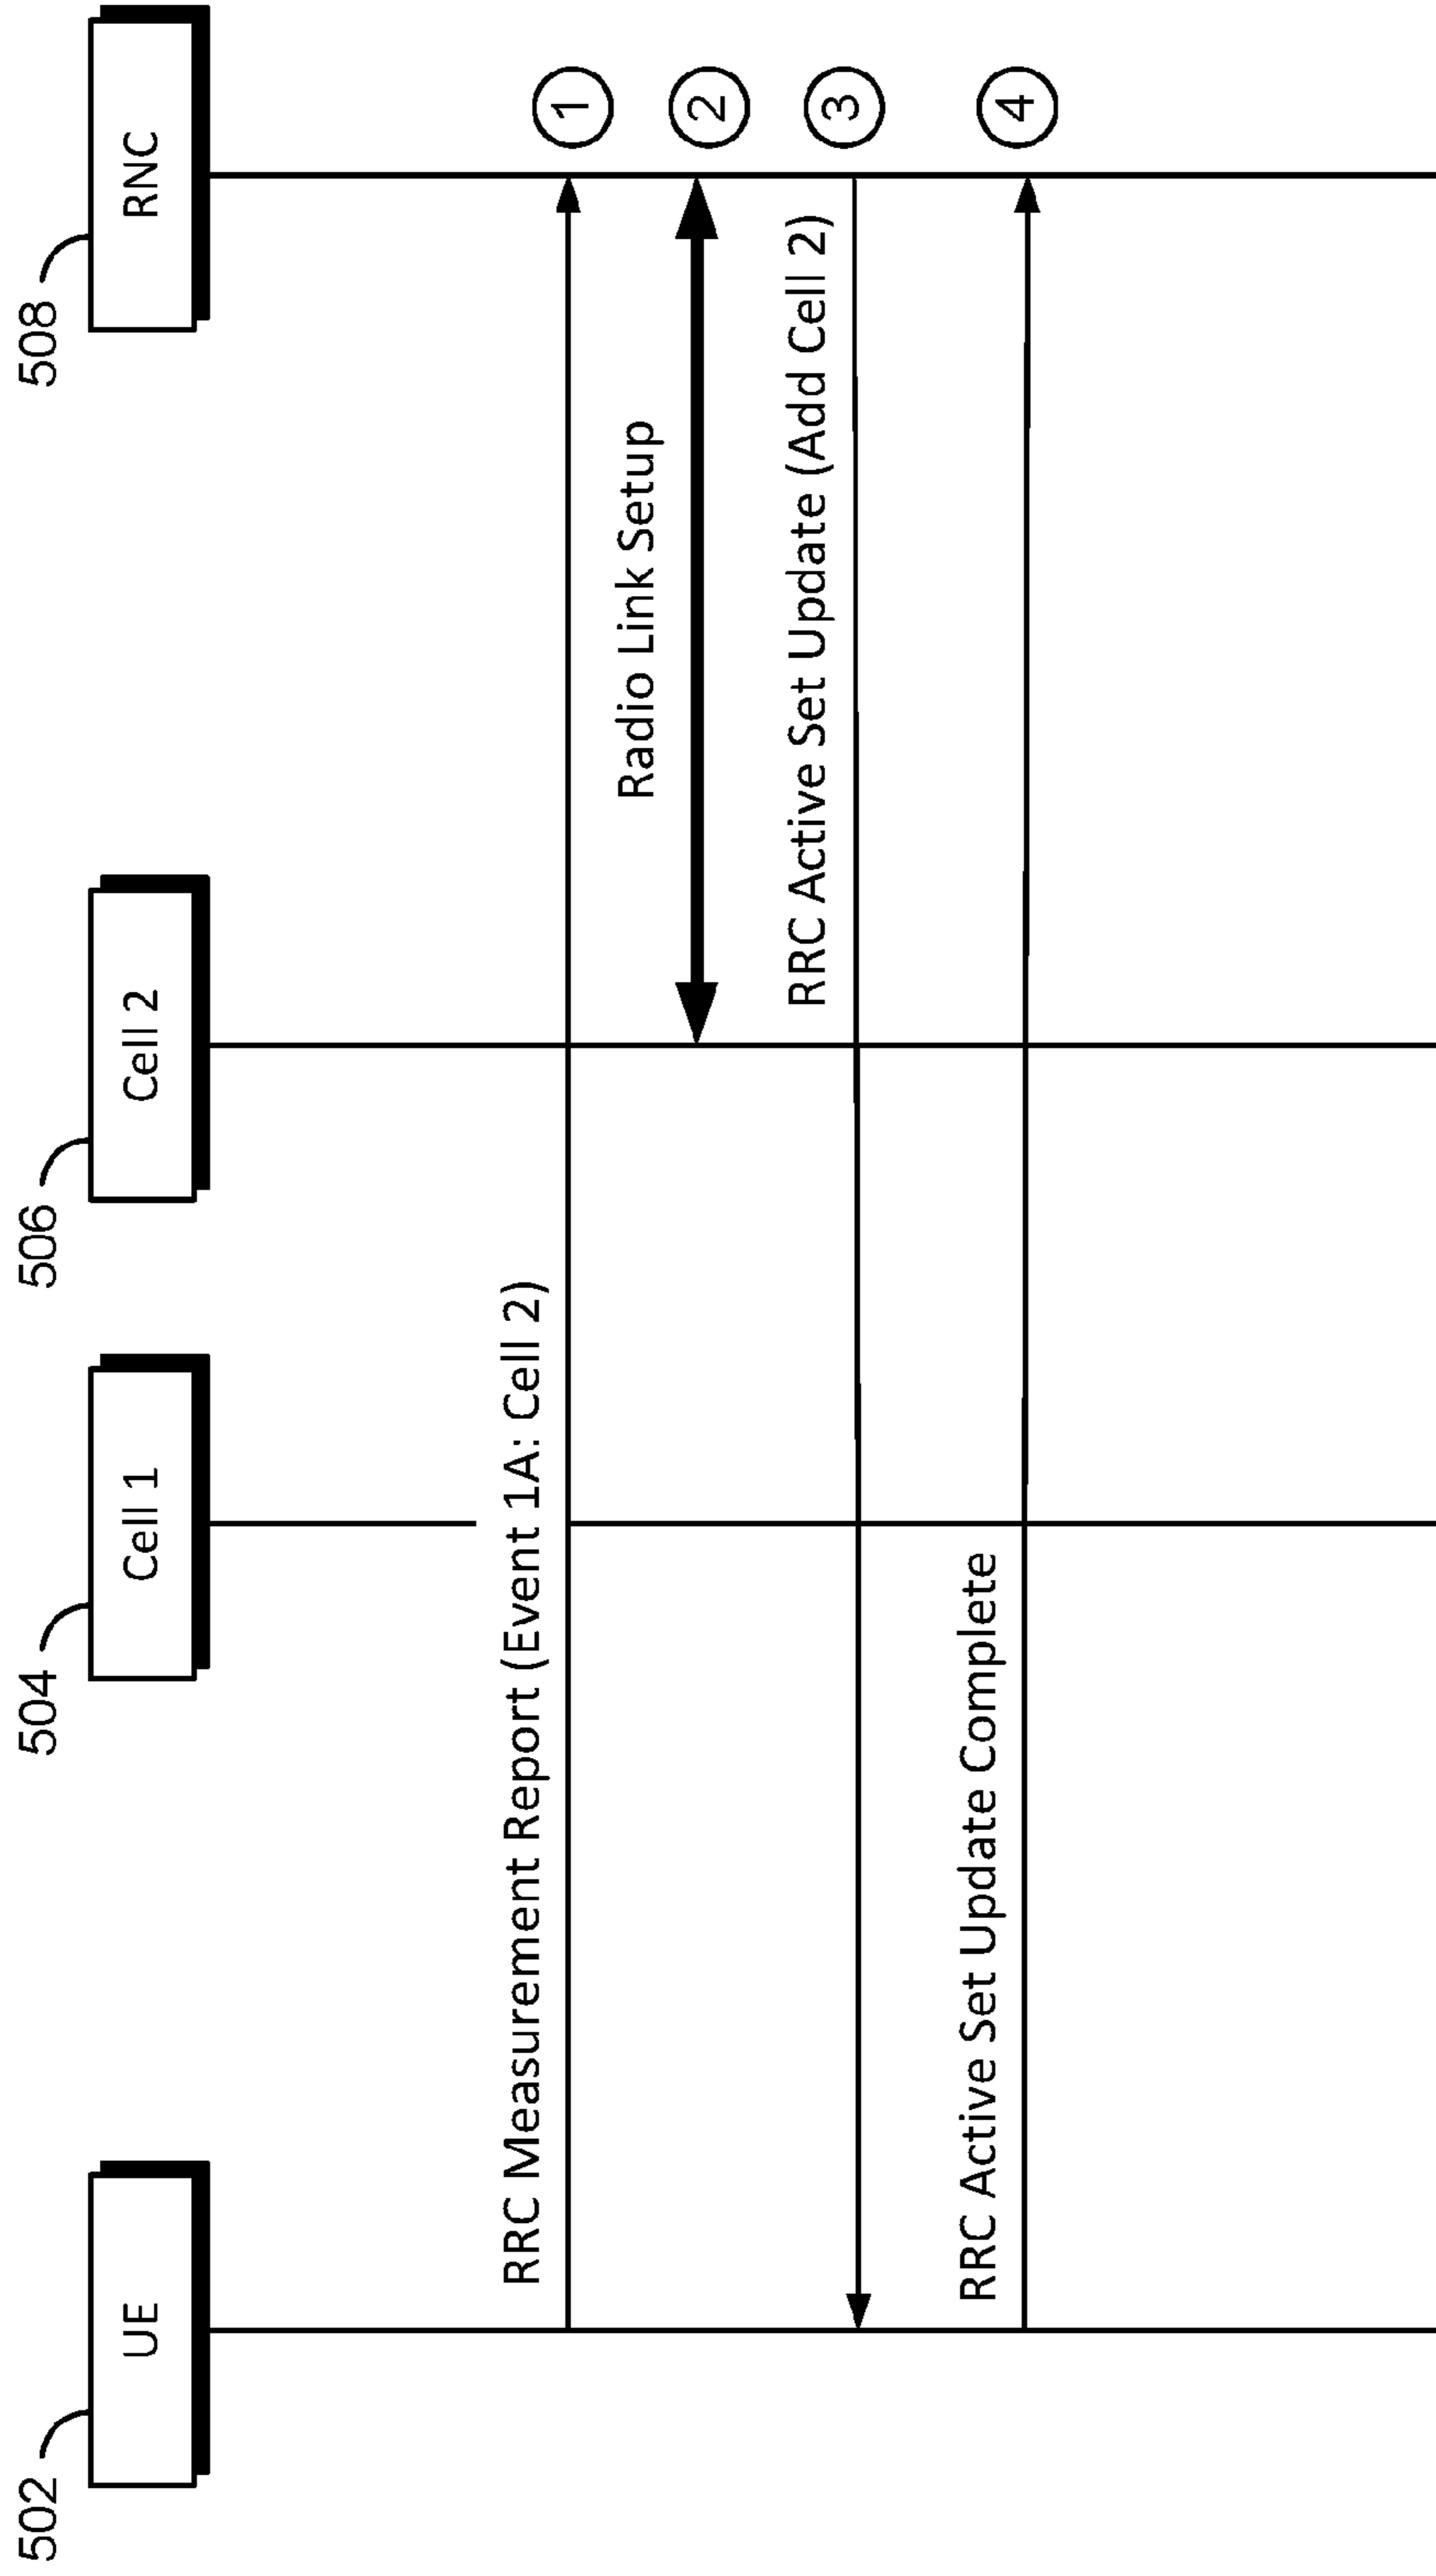 502
UE
504
Cell 1
506
Cell 2
508
RNC
RRC Measurement Report (Event 1A: Cell 2)
1
Radio Link Setup
2
RRC Active Set Update (Add Cell 2)
3
RRC Active Set Update Complete
4